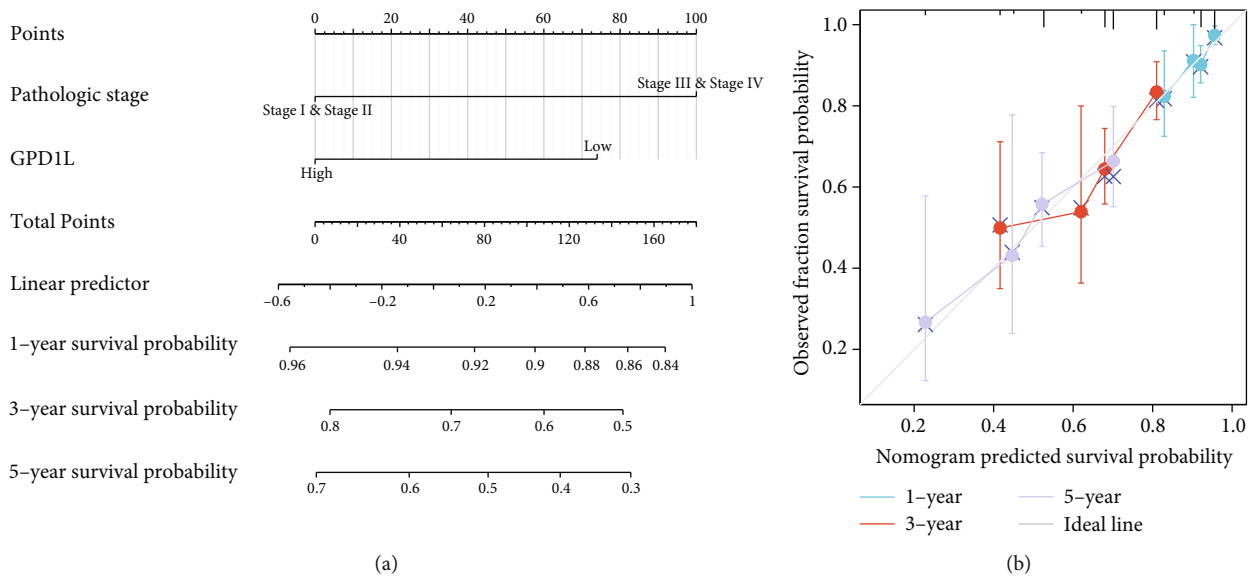 Points
0 20 40 60 80 100
Pathologic stage
Stage III & Stage IV
Stage I & Stage II
GPD1L
Low
High
Total Points
0 40 80 120 160
Linear predictor
–0.6 –0.2 0.2 0.6 1
1–year survival probability
0.96 0.94 0.92 0.9 0.88 0.86 0.84
3–year survival probability
0.8 0.7 0.6 0.5
5–year survival probability
0.7 0.6 0.5 0.4 0.3
(a)
Observed fraction survival probability
1.0
0.8
0.6
0.4
0.2
0.2 0.4 0.6 0.8 1.0
Nomogram predicted survival probability
1–year
3–year
5–year
Ideal line
(b)